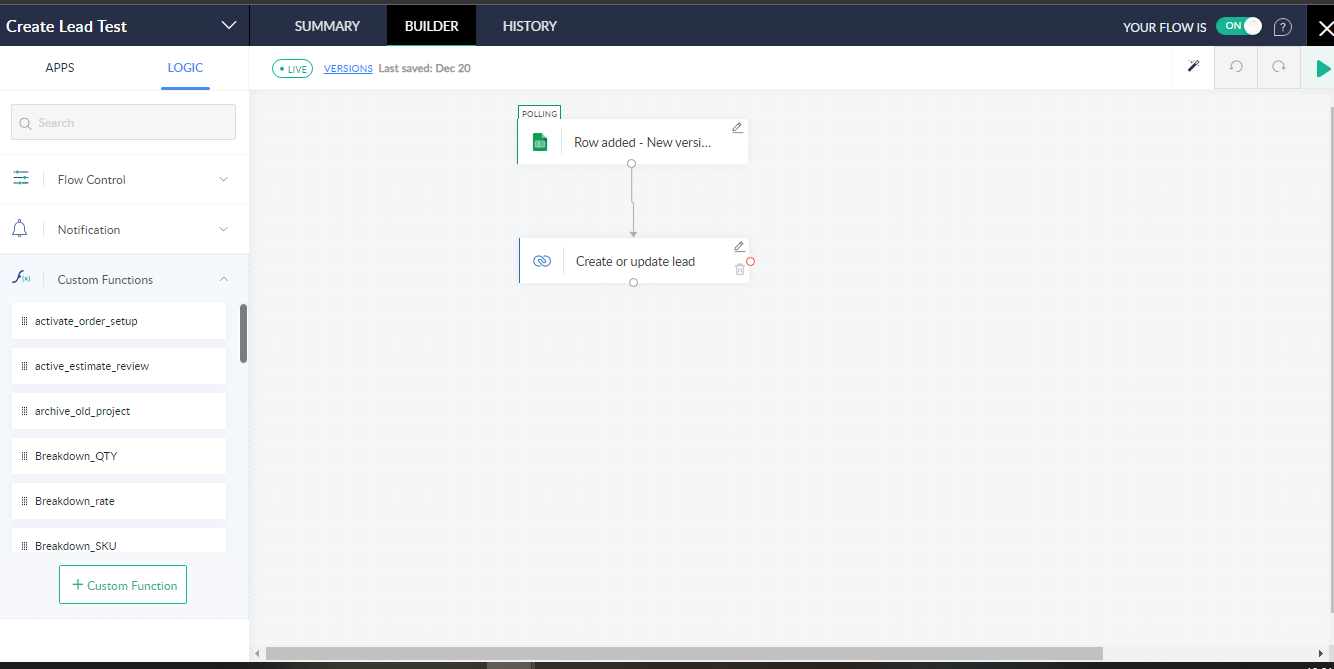 Create Lead Test
SUMMARY
BUILDER
HISTORY
YOUR FLOW IS
ON
?
APPS
LOGIC
LIVE
VERSIONS
Last saved: Dec 20
Search
Flow Control
Notification
Custom Functions
activate_order_setup
active_estimate_review
archive_old_project
Breakdown_QTY
Breakdown_rate
Breakdown_SKU
+ Custom Function
POLLING
Row added - New versi...
Create or update lead